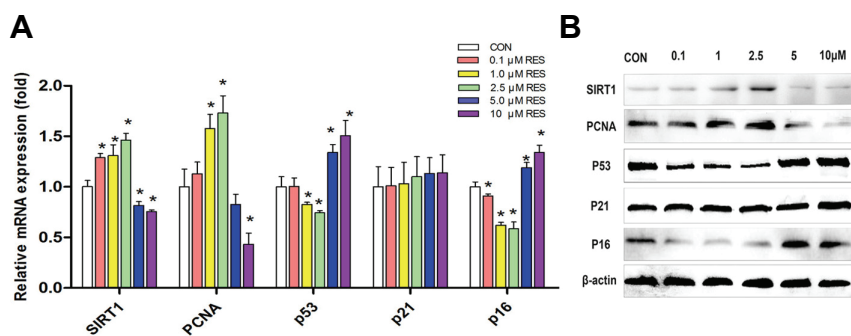 A
Relative mRNA expression (fold)
2.0
1.5
1.0
0.5
0.0
CON
0.1 μM RES
1.0 μM RES
2.5 μM RES
5.0 μM RES
10 μM RES
* * * * *
* * *
* * * *
* * * * *
SIRT1 PCNA p53 p21 p16
B
CON 0.1 1 2.5 5 10μM
SIRT1
PCNA
P53
P21
P16
β-actin